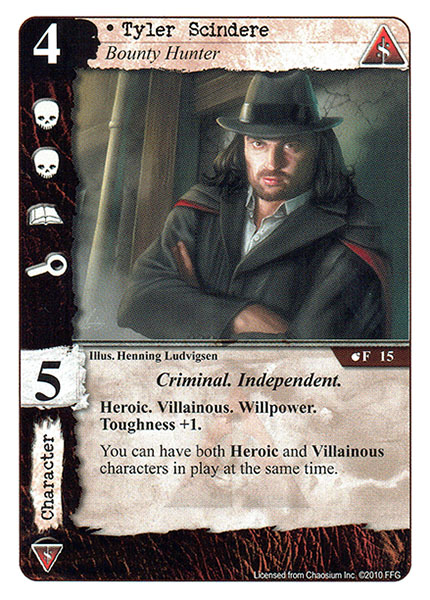 4
• Tyler Scindere
Bounty Hunter
$
Illus. Henning Ludvigsen
F 15
5
Criminal. Independent.
Heroic. Villainous. Willpower.
Toughness +1.
You can have both Heroic and Villainous
characters in play at the same time.
Character
$
Licensed from Chaosium Inc. ©2010 FFG